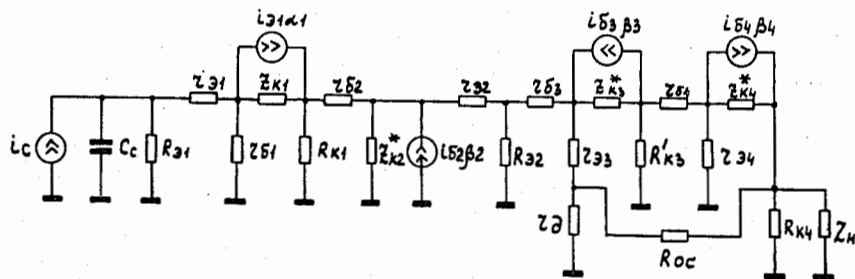 iэ1α1
iб3β3
iб4β4
rэ1
Zк1
rб2
rэ2
rб3
Z*к3
rб4
Z*к4
iс
Cс
Rэ1
rб1
Rк1
Z*к2
iб2β2
Rэ2
rэ3
R'к3
rэ4
r∂
Rос
Rк4
Zн